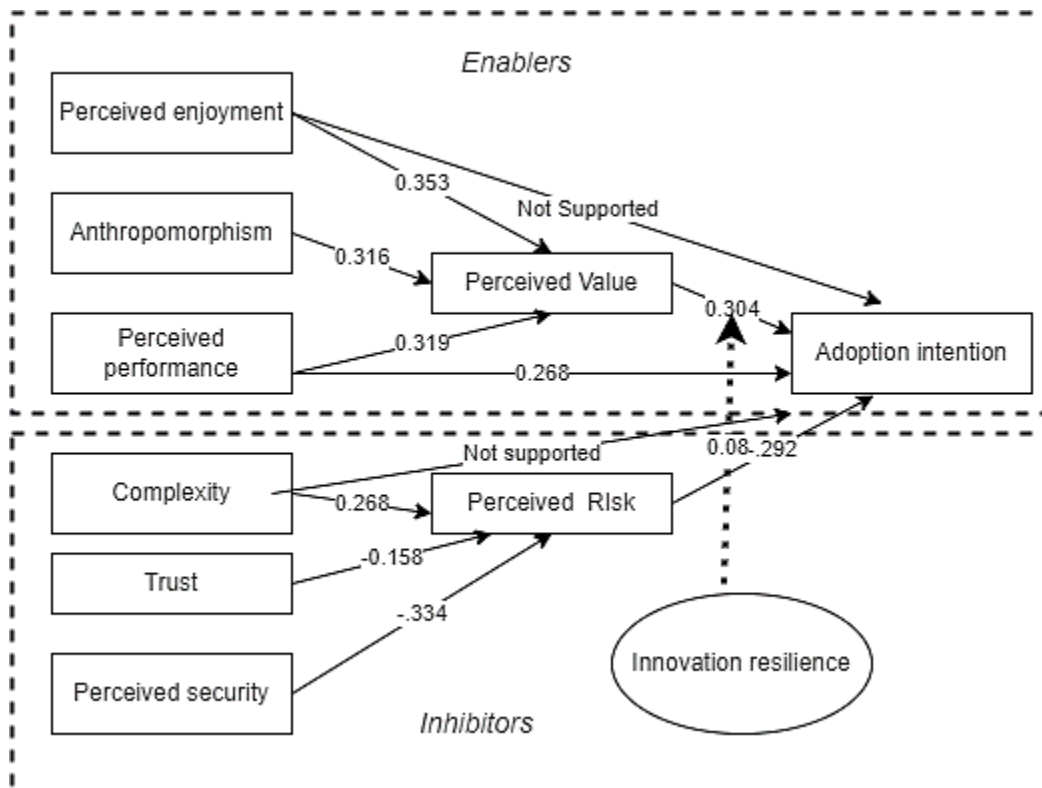 Enablers
Perceived enjoyment
0.353
Not Supported
Anthropomorphism
0.316
Perceived Value
0.304
Perceived
performance
0.319
0.268
Adoption intention
Not supported
0.08
-.292
Complexity
0.268
Perceived RIsk
Trust
-0.158
-.334
Perceived security
Innovation resilience
Inhibitors